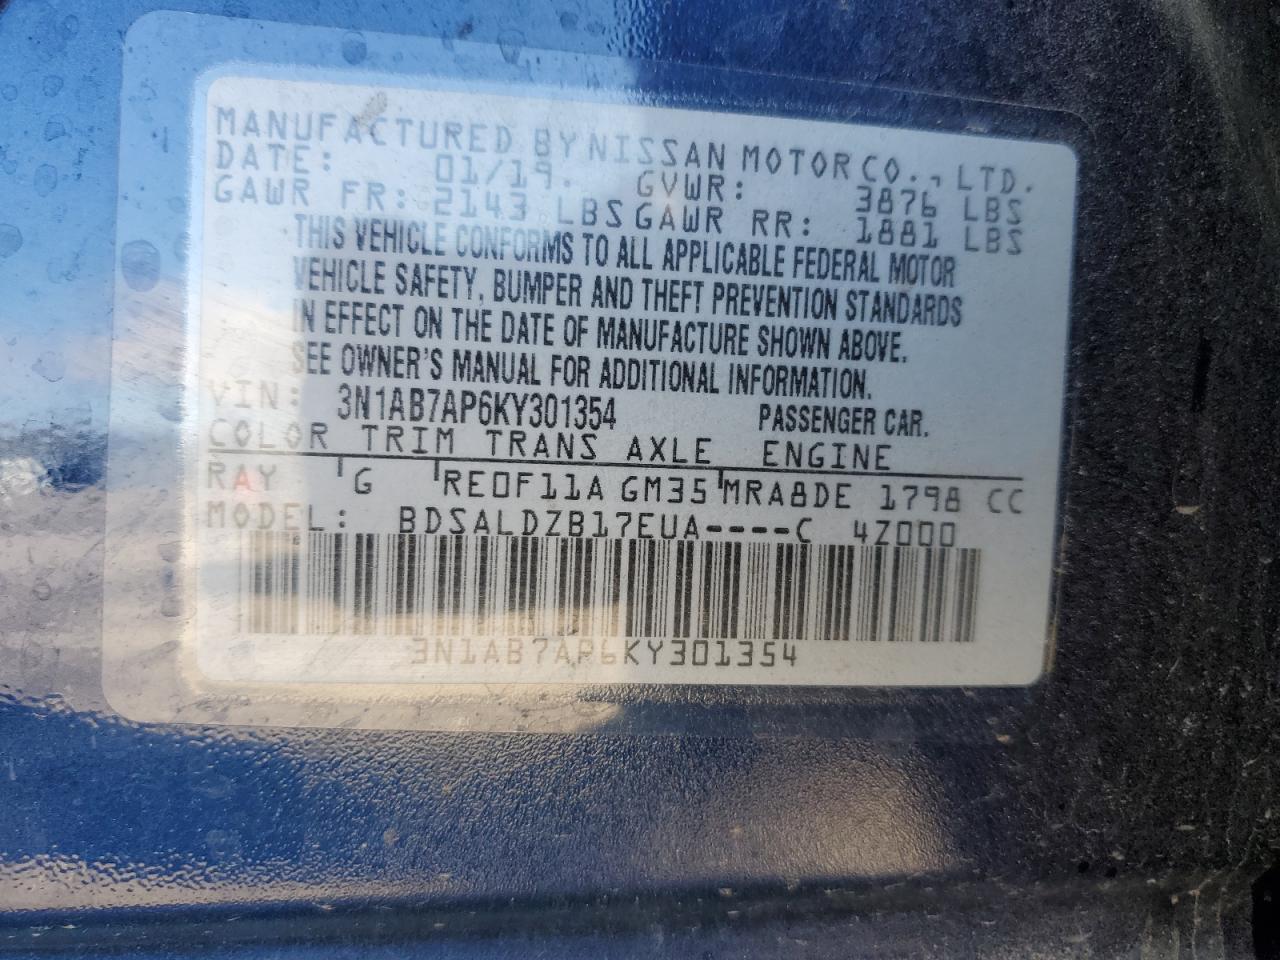 MANUFACTURED BY NISSAN MOTOR CO., LTD.
DATE: 01/19. GVWR: 3876 LBS
GAWR FR: 2143 LBS GAWR RR: 1881 LBS
THIS VEHICLE CONFORMS TO ALL APPLICABLE FEDERAL MOTOR
VEHICLE SAFETY, BUMPER AND THEFT PREVENTION STANDARDS
IN EFFECT ON THE DATE OF MANUFACTURE SHOWN ABOVE.
SEE OWNER'S MANUAL FOR ADDITIONAL INFORMATION.
VIN: 3N1AB7AP6KY301354 PASSENGER CAR.
COLOR TRIM TRANS AXLE ENGINE
RAY G RE0F11A GM35 MRA8DE 1798 CC
MODEL: BDSALDZB17EUA----C 4Z000
3N1AB7AP6KY301354